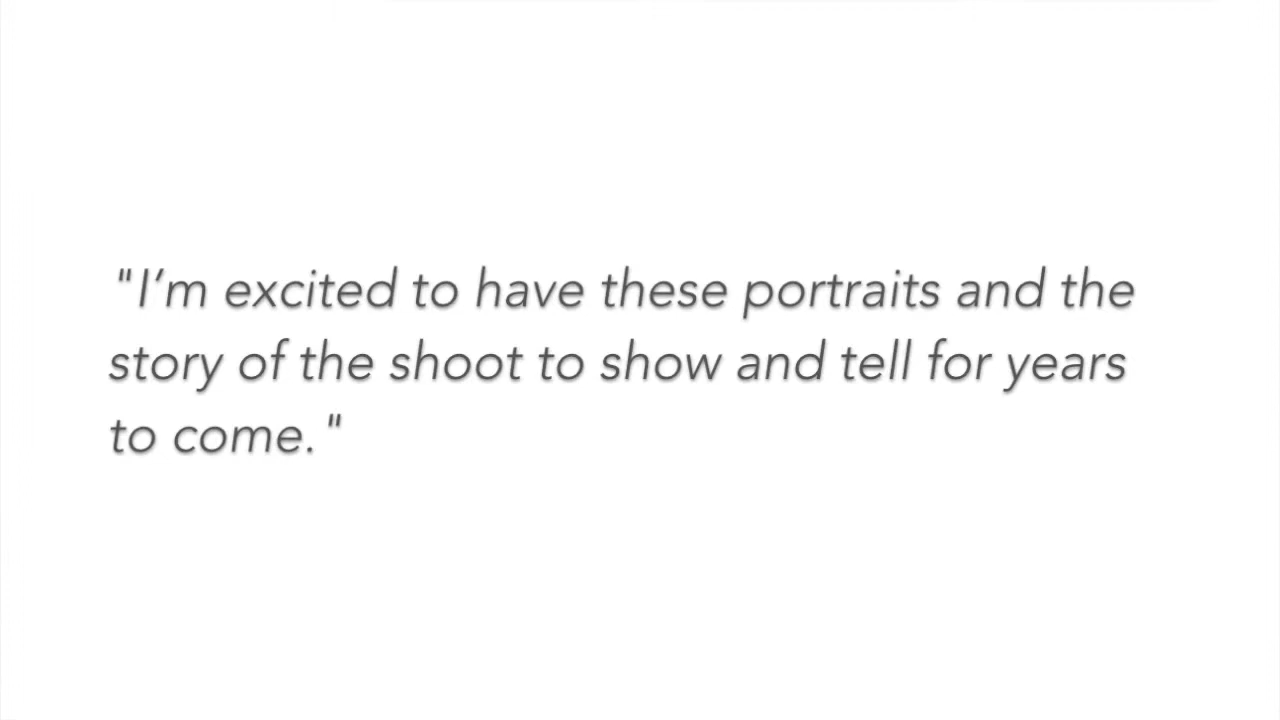 "I’m excited to have these portraits and the
story of the shoot to show and tell for years
to come."